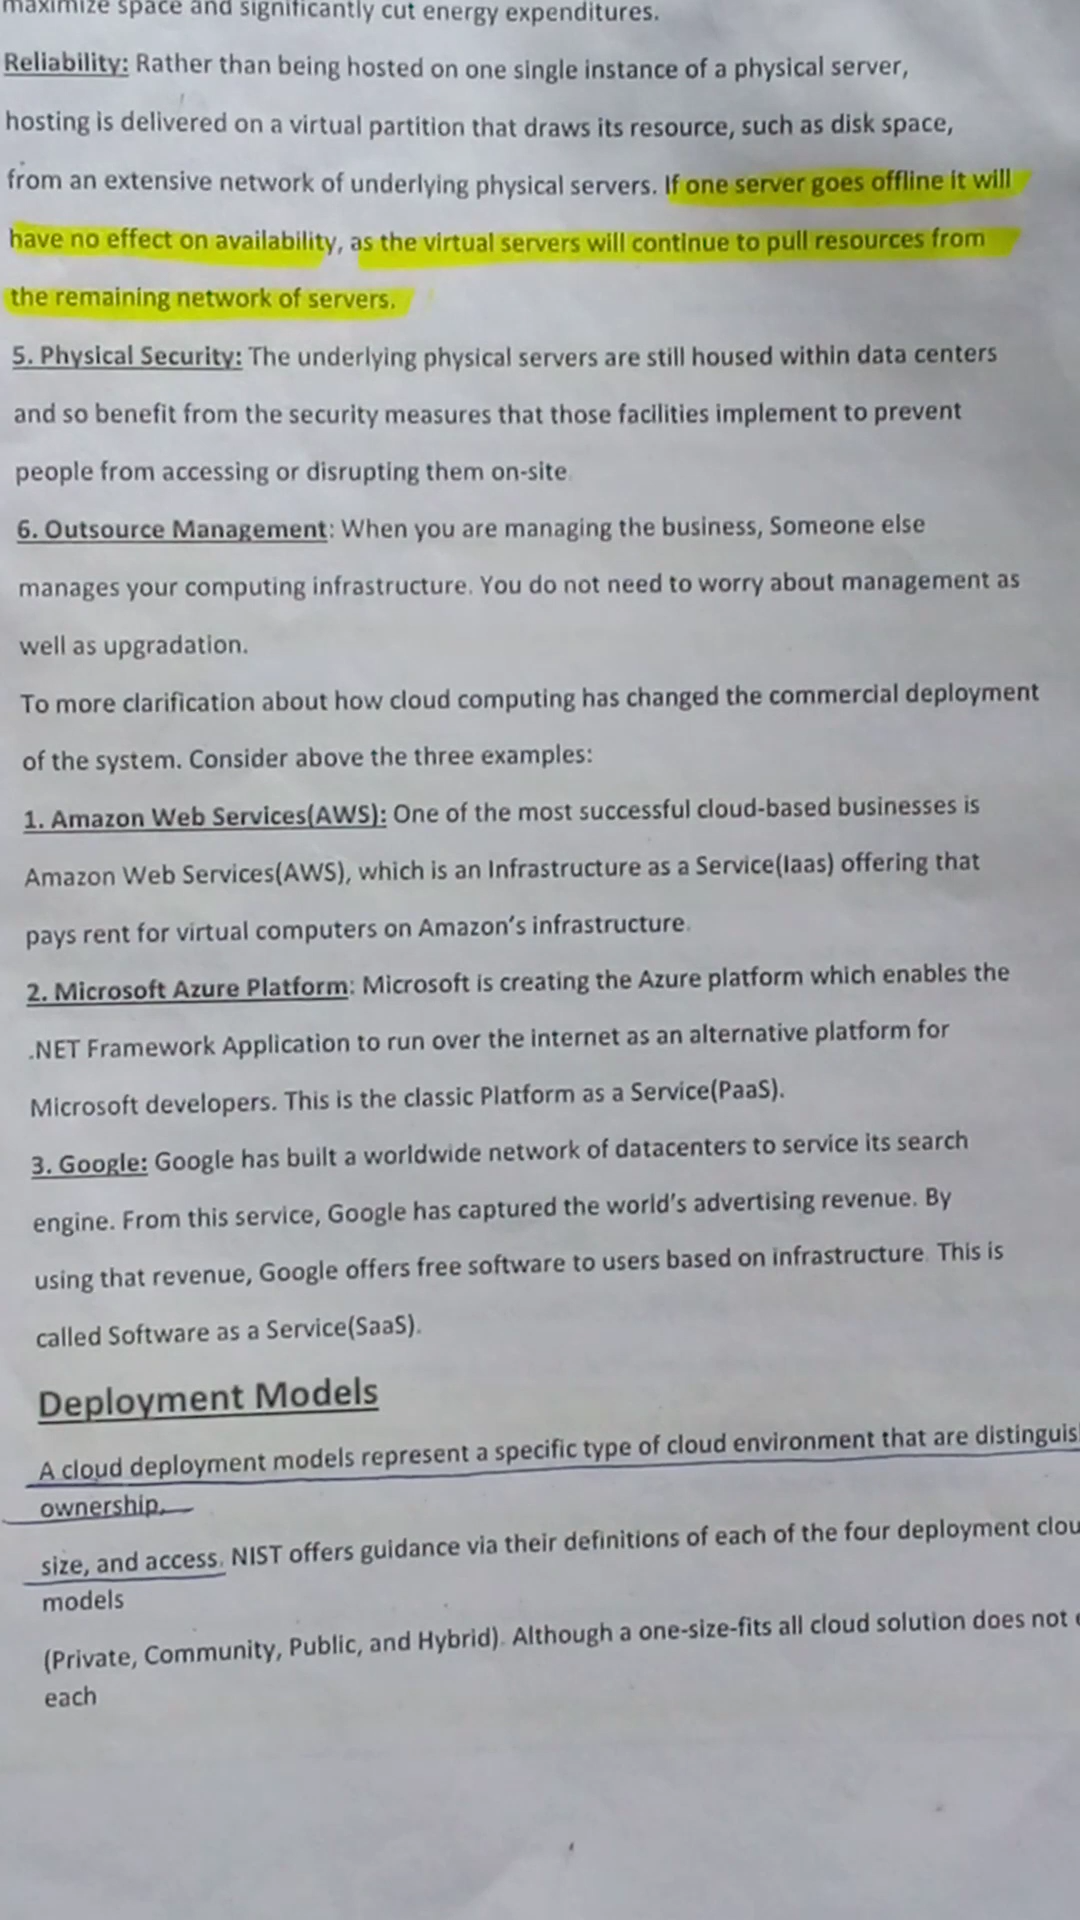 maximize space and significantly cut energy expenditures.
Reliability: Rather than being hosted on one single instance of a physical server,
hosting is delivered on a virtual partition that draws its resource, such as disk space,
from an extensive network of underlying physical servers. If one server goes offline it will
have no effect on availability, as the virtual servers will continue to pull resources from
the remaining network of servers.
5. Physical Security: The underlying physical servers are still housed within data centers
and so benefit from the security measures that those facilities implement to prevent
people from accessing or disrupting them on-site.
6. Outsource Management: When you are managing the business, Someone else
manages your computing infrastructure. You do not need to worry about management as
well as upgradation.
To more clarification about how cloud computing has changed the commercial deployment
of the system. Consider above the three examples:
1. Amazon Web Services(AWS): One of the most successful cloud-based businesses is
Amazon Web Services(AWS), which is an Infrastructure as a Service(Iaas) offering that
pays rent for virtual computers on Amazon’s infrastructure.
2. Microsoft Azure Platform: Microsoft is creating the Azure platform which enables the
.NET Framework Application to run over the internet as an alternative platform for
Microsoft developers. This is the classic Platform as a Service(PaaS).
3. Google: Google has built a worldwide network of datacenters to service its search
engine. From this service, Google has captured the world’s advertising revenue. By
using that revenue, Google offers free software to users based on infrastructure. This is
called Software as a Service(SaaS).
Deployment Models
A cloud deployment models represent a specific type of cloud environment that are distinguis
ownership,
size, and access. NIST offers guidance via their definitions of each of the four deployment clou
models
(Private, Community, Public, and Hybrid). Although a one-size-fits all cloud solution does not
each